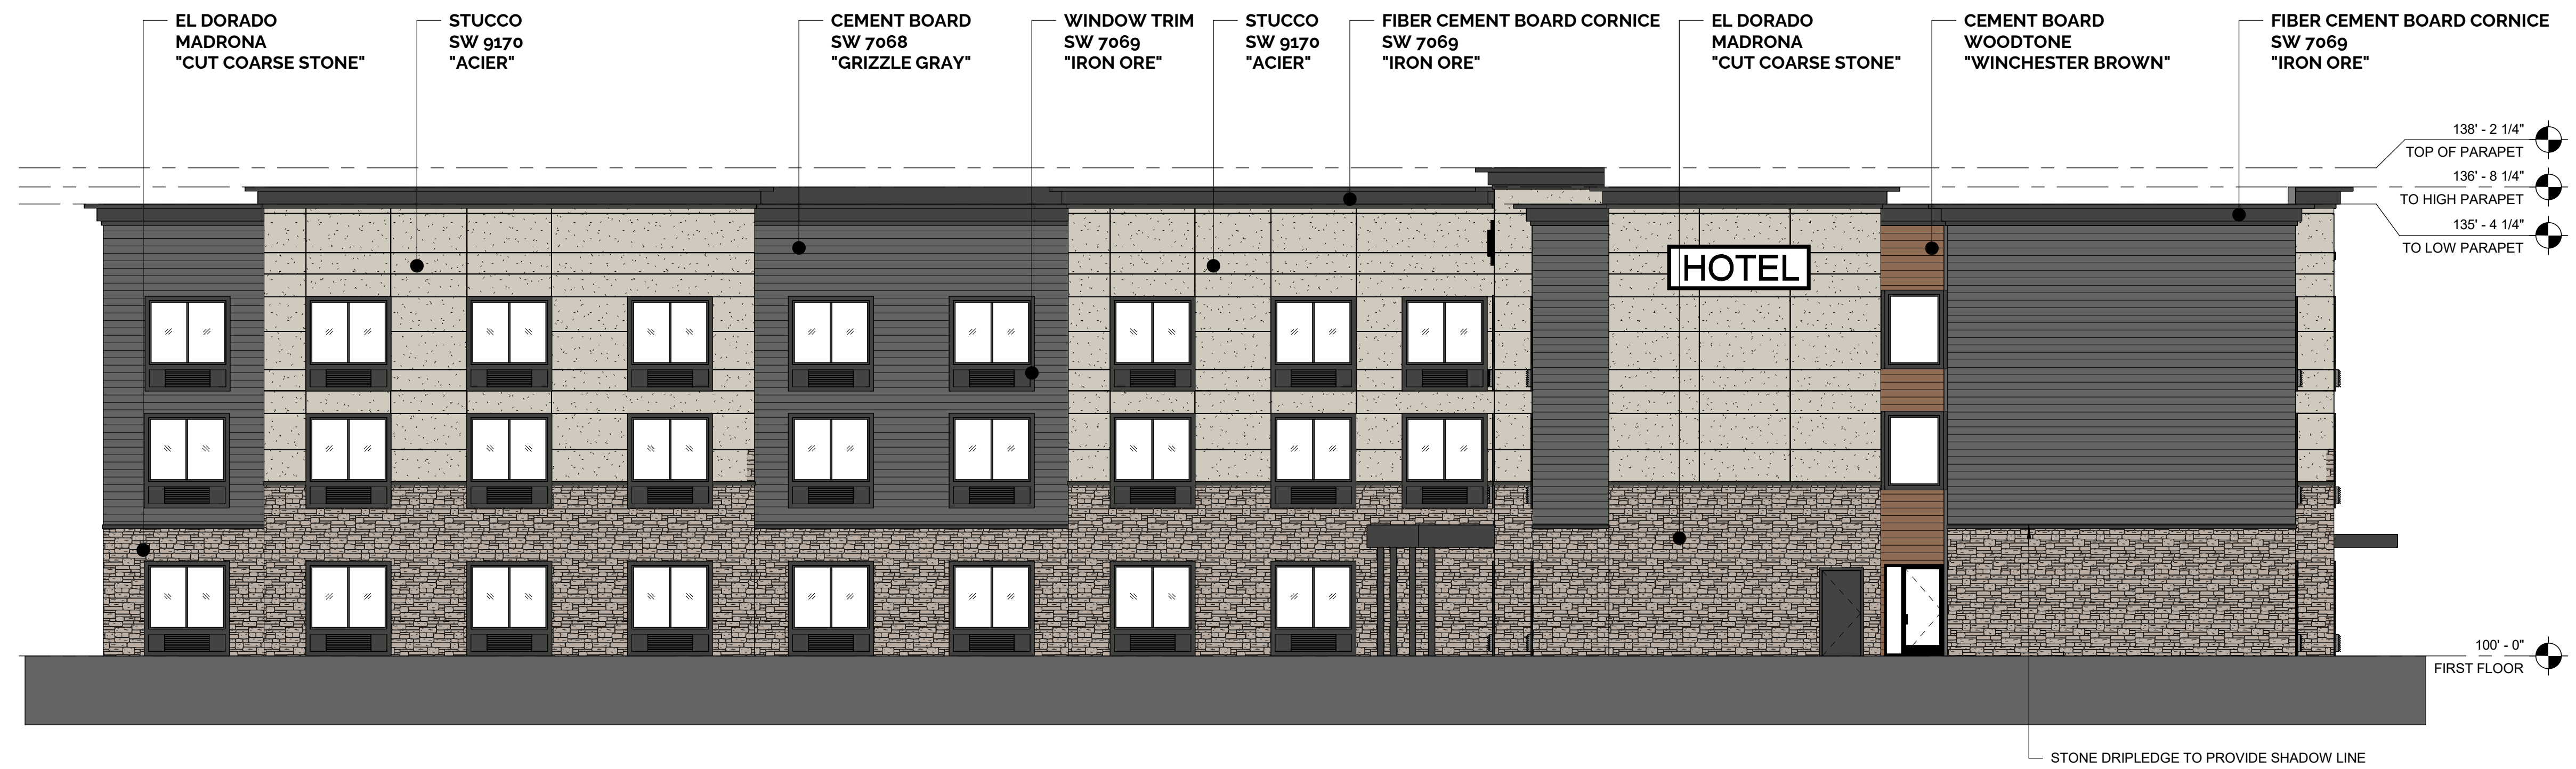 EL DORADO
MADRONA
"CUT COARSE STONE"
STUCCO
SW 9170
"ACIER"
CEMENT BOARD
SW 7068
"GRIZZLE GRAY"
WINDOW TRIM
SW 7069
"IRON ORE"
STUCCO
SW 9170
"ACIER"
FIBER CEMENT BOARD CORNICE
SW 7069
"IRON ORE"
EL DORADO
MADRONA
"CUT COARSE STONE"
CEMENT BOARD
WOODTONE
"WINCHESTER BROWN"
FIBER CEMENT BOARD CORNICE
SW 7069
"IRON ORE"
138' - 2 1/4"
TOP OF PARAPET
136' - 8 1/4"
TO HIGH PARAPET
135' - 4 1/4"
TO LOW PARAPET
HOTEL
100' - 0"
FIRST FLOOR
STONE DRIPLEDGE TO PROVIDE SHADOW LINE